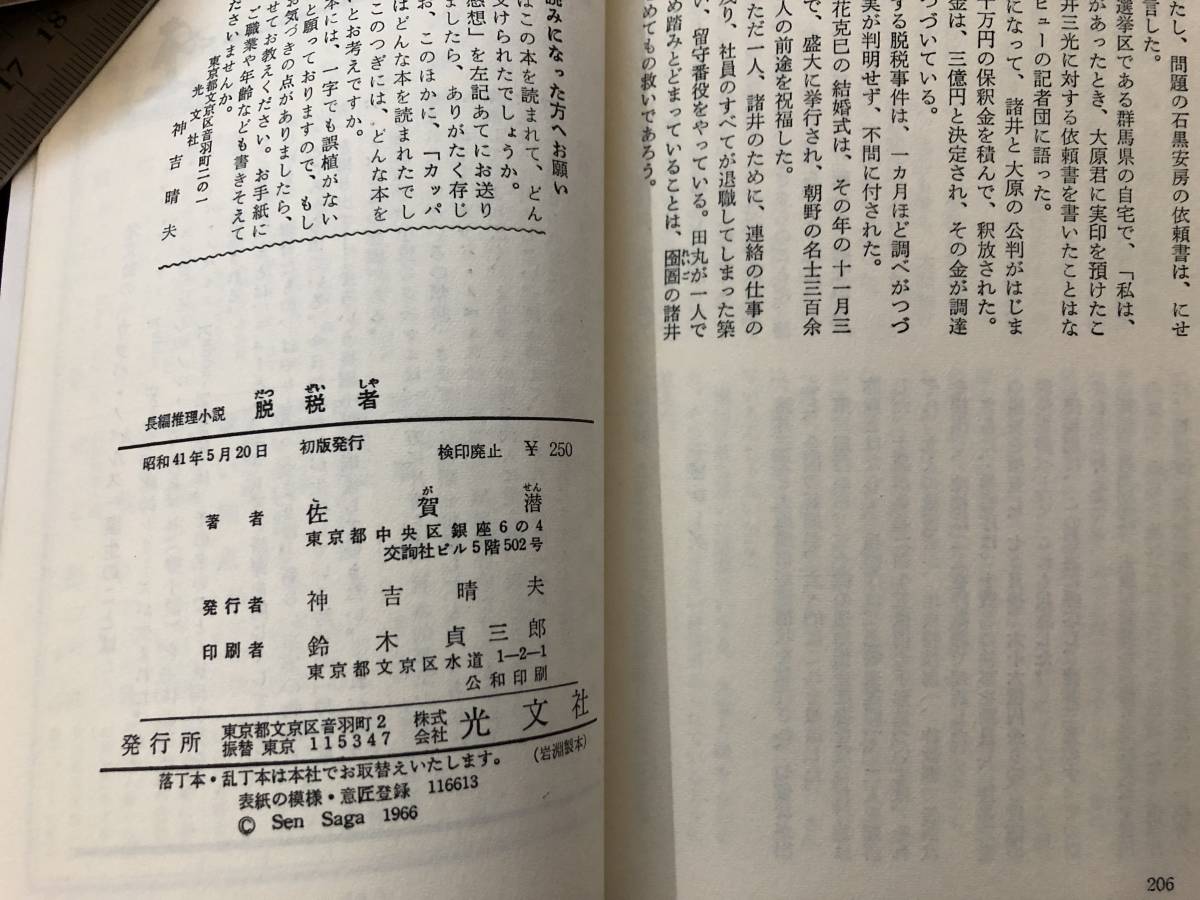 たし、問題の石黒安房の依頼書は、にせ
言した。
選挙区である群馬県の自宅で、「私は、
があったとき、大原君に実印を預けたこ
井三光に対する依頼書を書いたことはな
ビューの記者団に語った。
になって、諸井と大原の公判がはじま
十万円の保釈金を積んで、釈放された。
金は、三億円と決定され、その金が調達
つづいている。
する脱税事件は、一カ月ほど調べがつづ
実が判明せず、不問に付された。
花克巳の結婚式は、その年の十一月三
で、盛大に挙行され、朝野の名士三百余
人の前途を祝福した。
ただ一人、諸井のために、連絡の仕事の
残り、社員のすべてが退職してしまった築
い、留守番役をやっている。田丸が一人で
め踏みとどまっていることは、囹圄の諸井
れいご
めてもの救いであろう。
206
読みになった方へお願い
はこの本を読まれて、どん
受けられたでしょうか。
感想」を左記あてにお送り
ましたら、ありがたく存じ
お、このほかに、「カッパ
はどんな本を読まれたでし
このつぎには、どんな本を
とお考えですか。
本には、一字でも誤植がない
と願っておりますので、もし
お気づきの点がありましたら、
せてお教えください。お手紙に
ご職業や年齢なども書きそえて
ださいませんか。
東京都文京区音羽町二の一
光文社
神吉晴夫
長編推理小説 脱税者
だつ ぜい しや
昭和41年5月20日 初版発行 検印廃止 ¥ 250
著者 佐賀潜
さ が せん
東京都中央区銀座6の4
交詢社ビル5階502号
発行者 神吉晴夫
印刷者 鈴木貞三郎
東京都文京区水道 1—2—1
公和印刷
発行所 東京都文京区音羽町2
振替 東京 115347
株式会社 光文社
落丁本・乱丁本は本社でお取替えいたします。 (岩淵製本)
表紙の模様・意匠登録 116613
© Sen Saga 1966
17
18